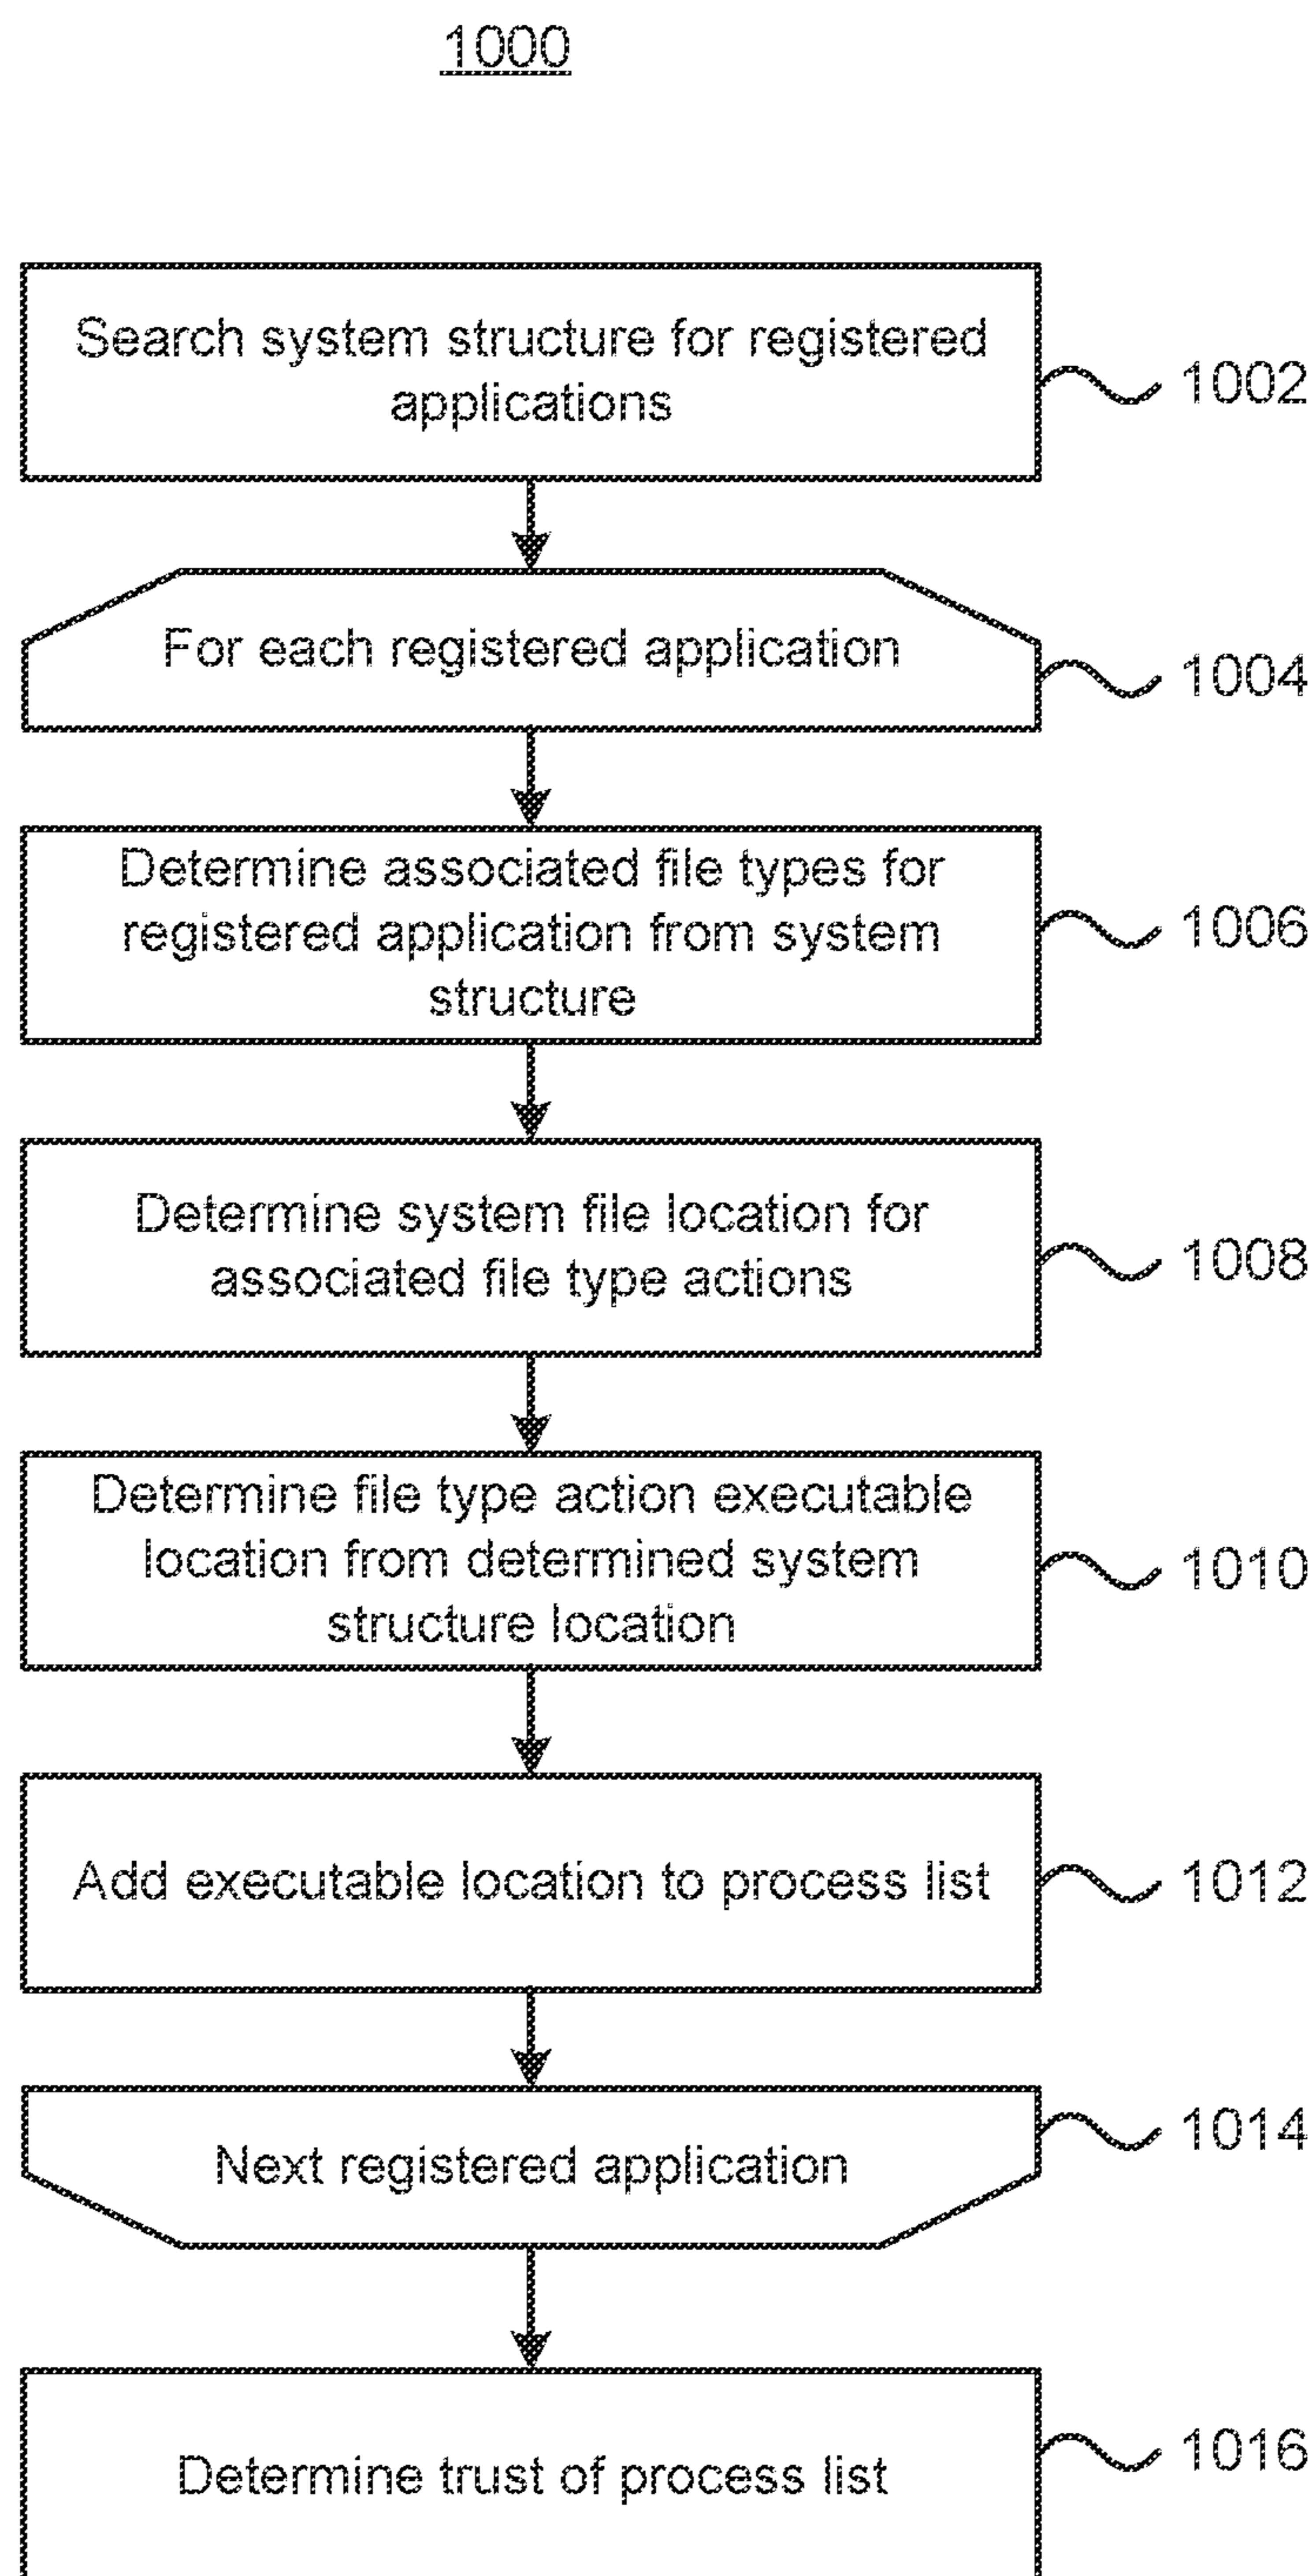 1000
Search system structure for registered
applications
1002
For each registered application
1004
Determine associated file types for
registered application from system
structure
1006
Determine system file location for
associated file type actions
1008
Determine file type action executable
location from determined system
structure location
1010
Add executable location to process list
1012
Next registered application
1014
Determine trust of process list
1016